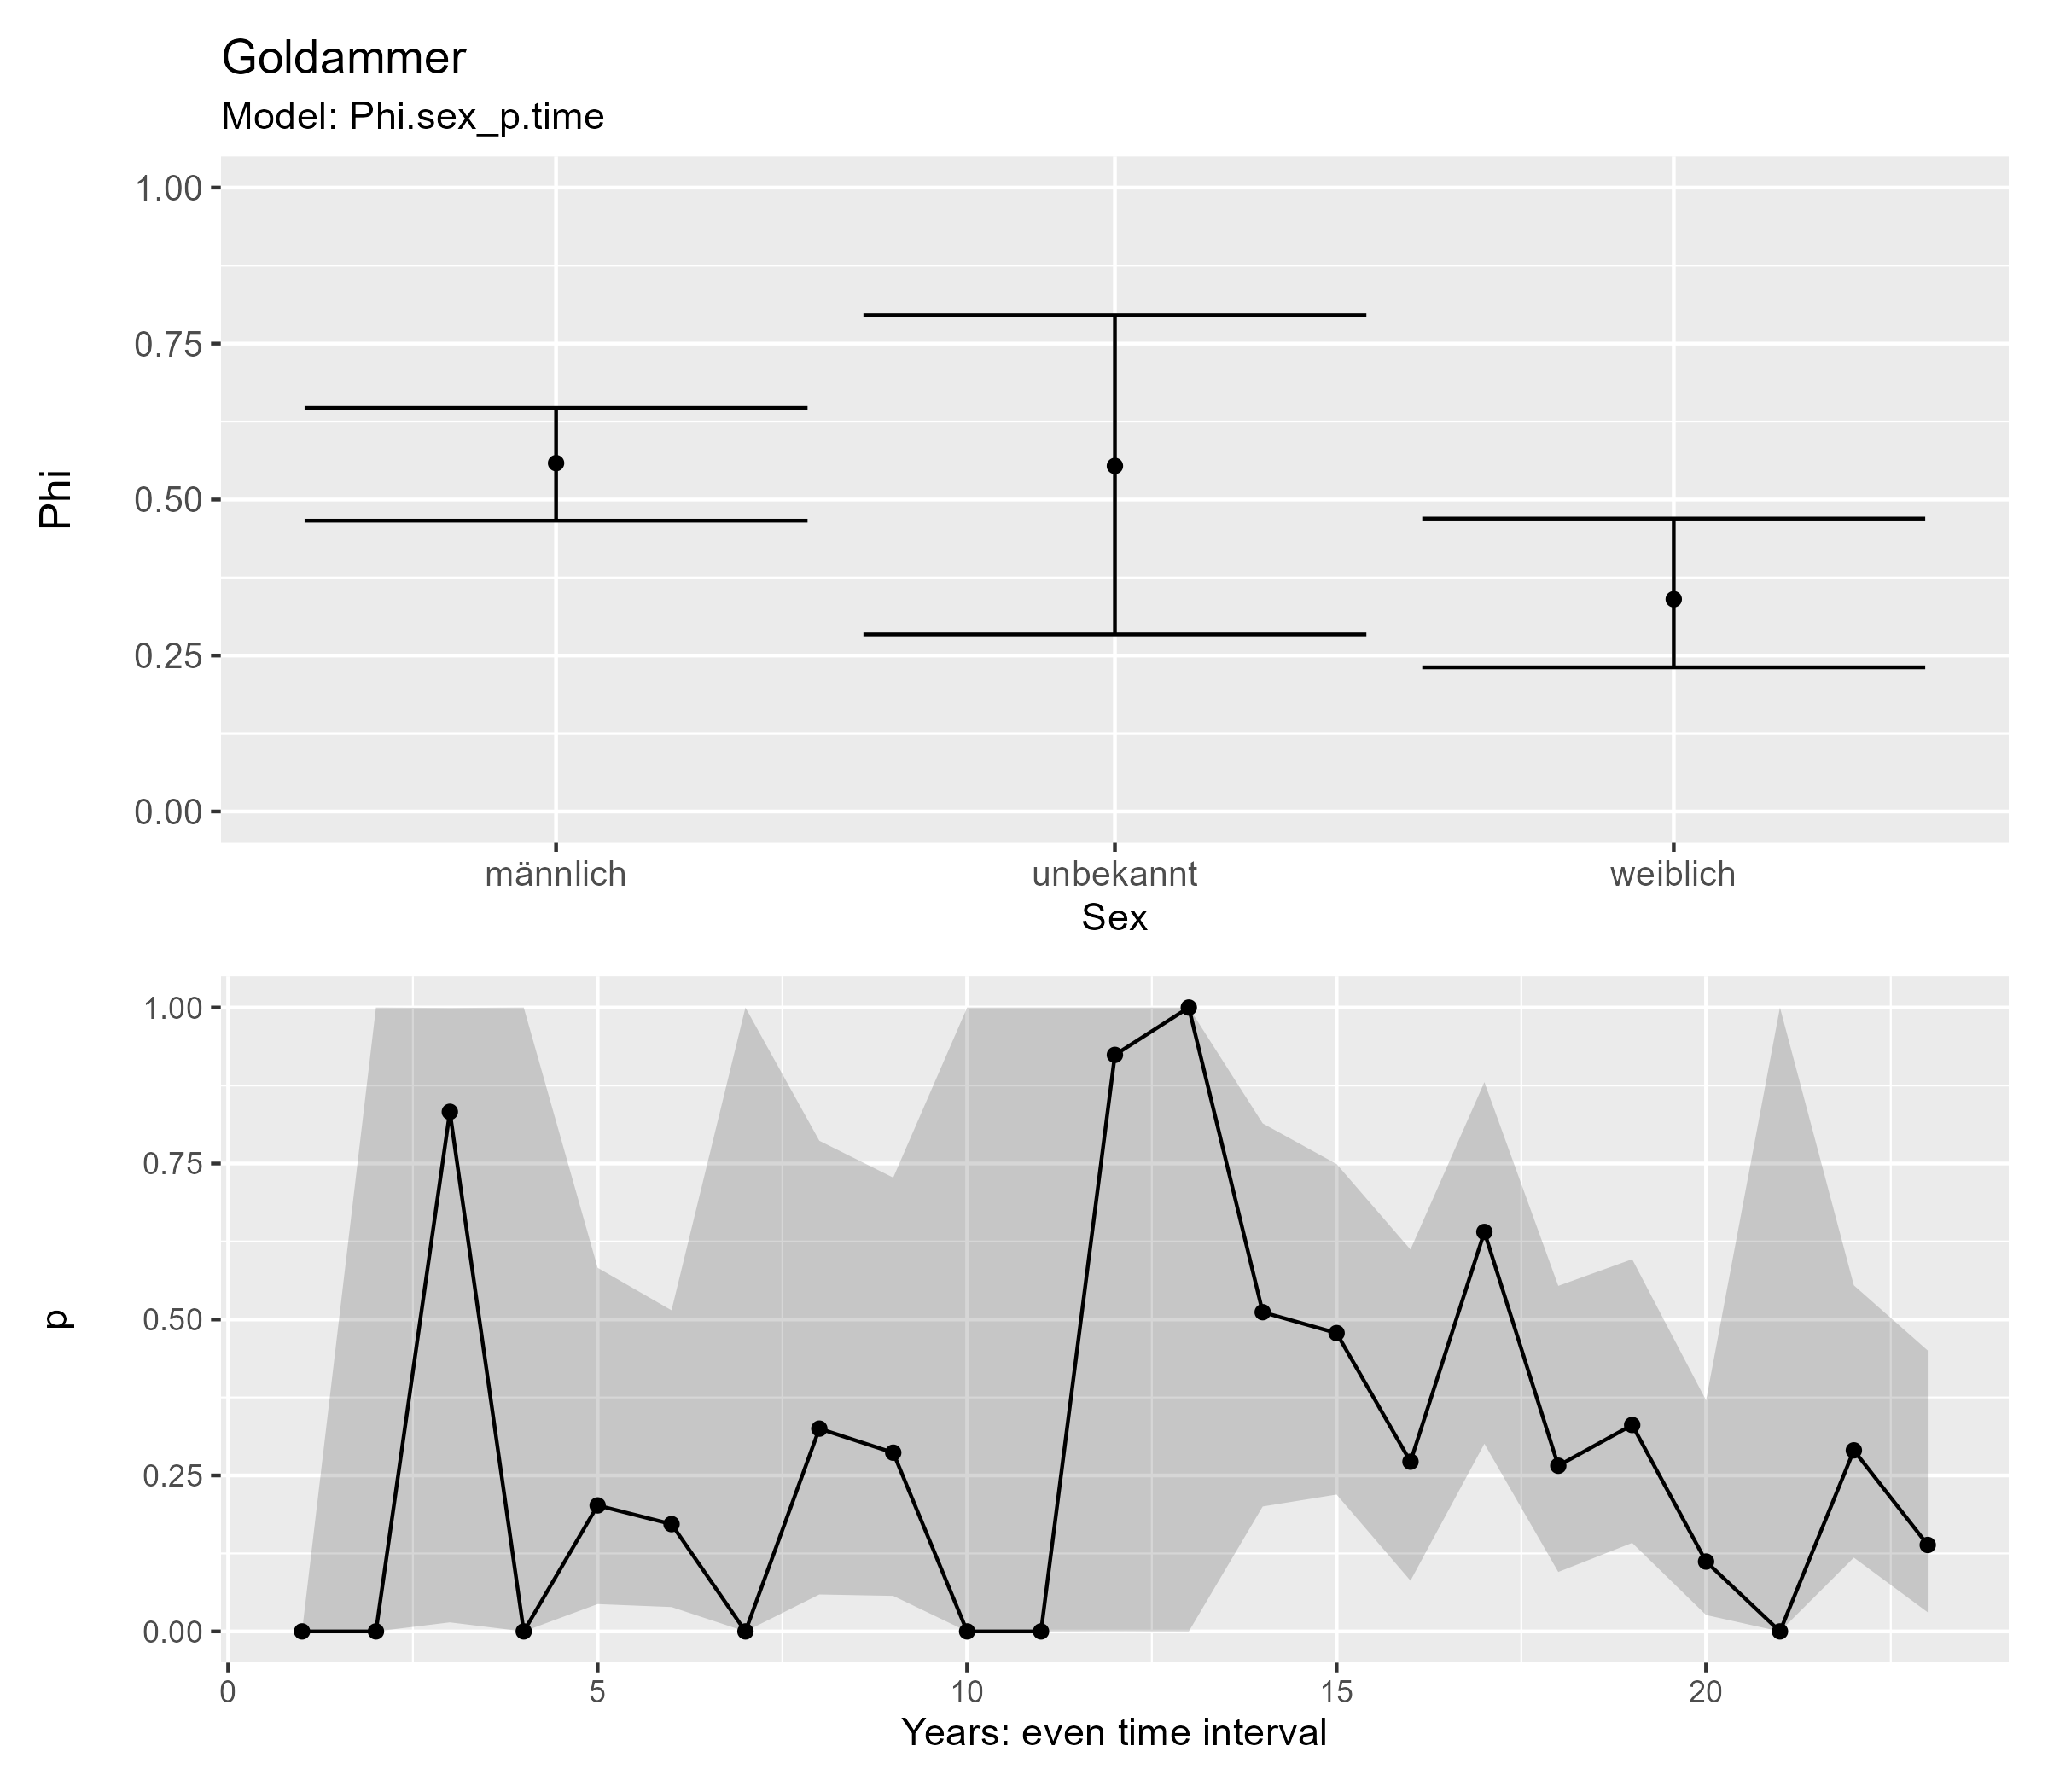 Goldammer
Model: Phi.sex_p.time
1.00
0.75
0.50
0.25
0.00
Phi
männlich unbekannt weiblich
Sex
1.00
0.75
0.50
0.25
0.00
p
0 5 10 15 20
Years: even time interval